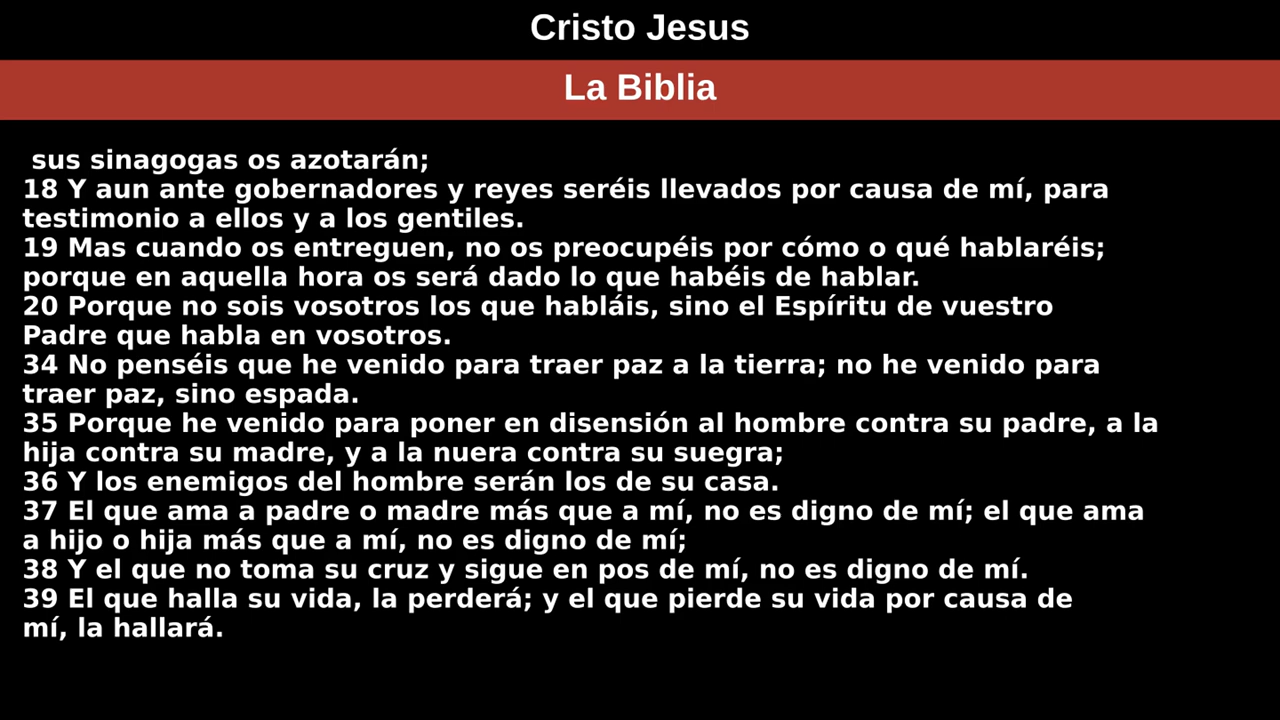 Cristo Jesus
La Biblia
sus sinagogas os azotarán;
18 Y aun ante gobernadores y reyes seréis llevados por causa de mí, para
testimonio a ellos y a los gentiles.
19 Mas cuando os entreguen, no os preocupéis por cómo o qué hablaréis;
porque en aquella hora os será dado lo que habéis de hablar.
20 Porque no sois vosotros los que habláis, sino el Espíritu de vuestro
Padre que habla en vosotros.
34 No penséis que he venido para traer paz a la tierra; no he venido para
traer paz, sino espada.
35 Porque he venido para poner en disensión al hombre contra su padre, a la
hija contra su madre, y a la nuera contra su suegra;
36 Y los enemigos del hombre serán los de su casa.
37 El que ama a padre o madre más que a mí, no es digno de mí; el que ama
a hijo o hija más que a mí, no es digno de mí;
38 Y el que no toma su cruz y sigue en pos de mí, no es digno de mí.
39 El que halla su vida, la perderá; y el que pierde su vida por causa de
mí, la hallará.